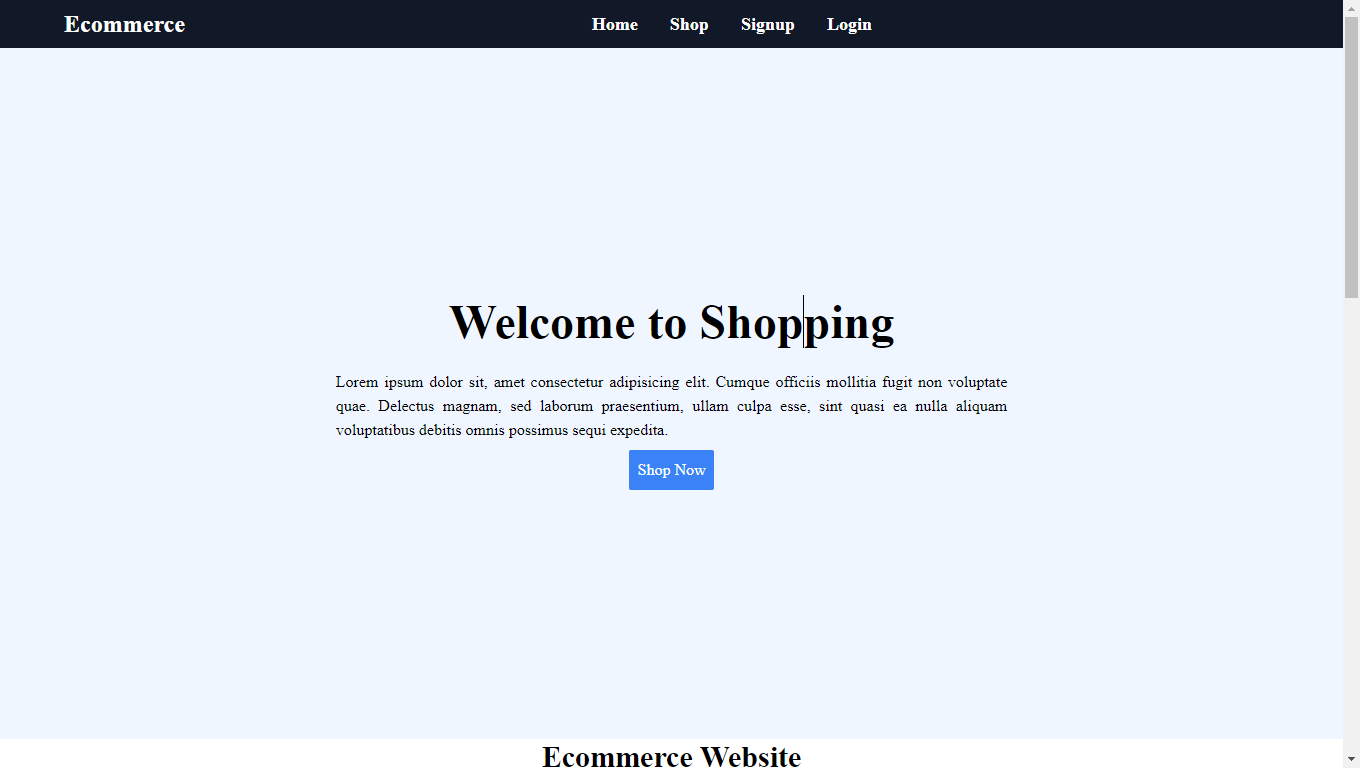 Ecommerce
Home Shop Signup Login
Welcome to Shopping
Lorem ipsum dolor sit, amet consectetur adipisicing elit. Cumque officiis mollitia fugit non voluptate
quae. Delectus magnam, sed laborum praesentium, ullam culpa esse, sint quasi ea nulla aliquam
voluptatibus debitis omnis possimus sequi expedita.
Shop Now
Ecommerce Website